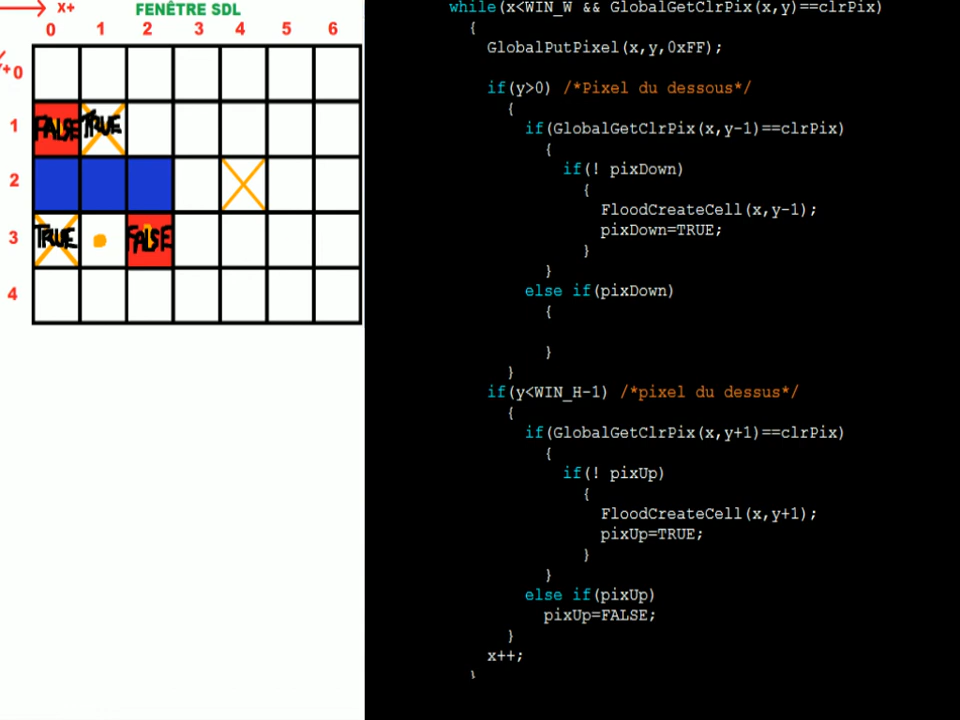 X+
FENÊTRE SDL
0 1 2 3 4 5 6
Y+
0
1
FALSE TRUE
2
3
TRUE FALSE
4
while(x<WIN_W && GlobalGetClrPix(x,y)==clrPix)
{
GlobalPutPixel(x,y,0xFF);
if(y>0) /*Pixel du dessous*/
{
if(GlobalGetClrPix(x,y-1)==clrPix)
{
if(! pixDown)
{
FloodCreateCell(x,y-1);
pixDown=TRUE;
}
}
else if(pixDown)
{
}
}
if(y<WIN_H-1) /*pixel du dessus*/
{
if(GlobalGetClrPix(x,y+1)==clrPix)
{
if(! pixUp)
{
FloodCreateCell(x,y+1);
pixUp=TRUE;
}
}
else if(pixUp)
pixUp=FALSE;
}
x++;
}